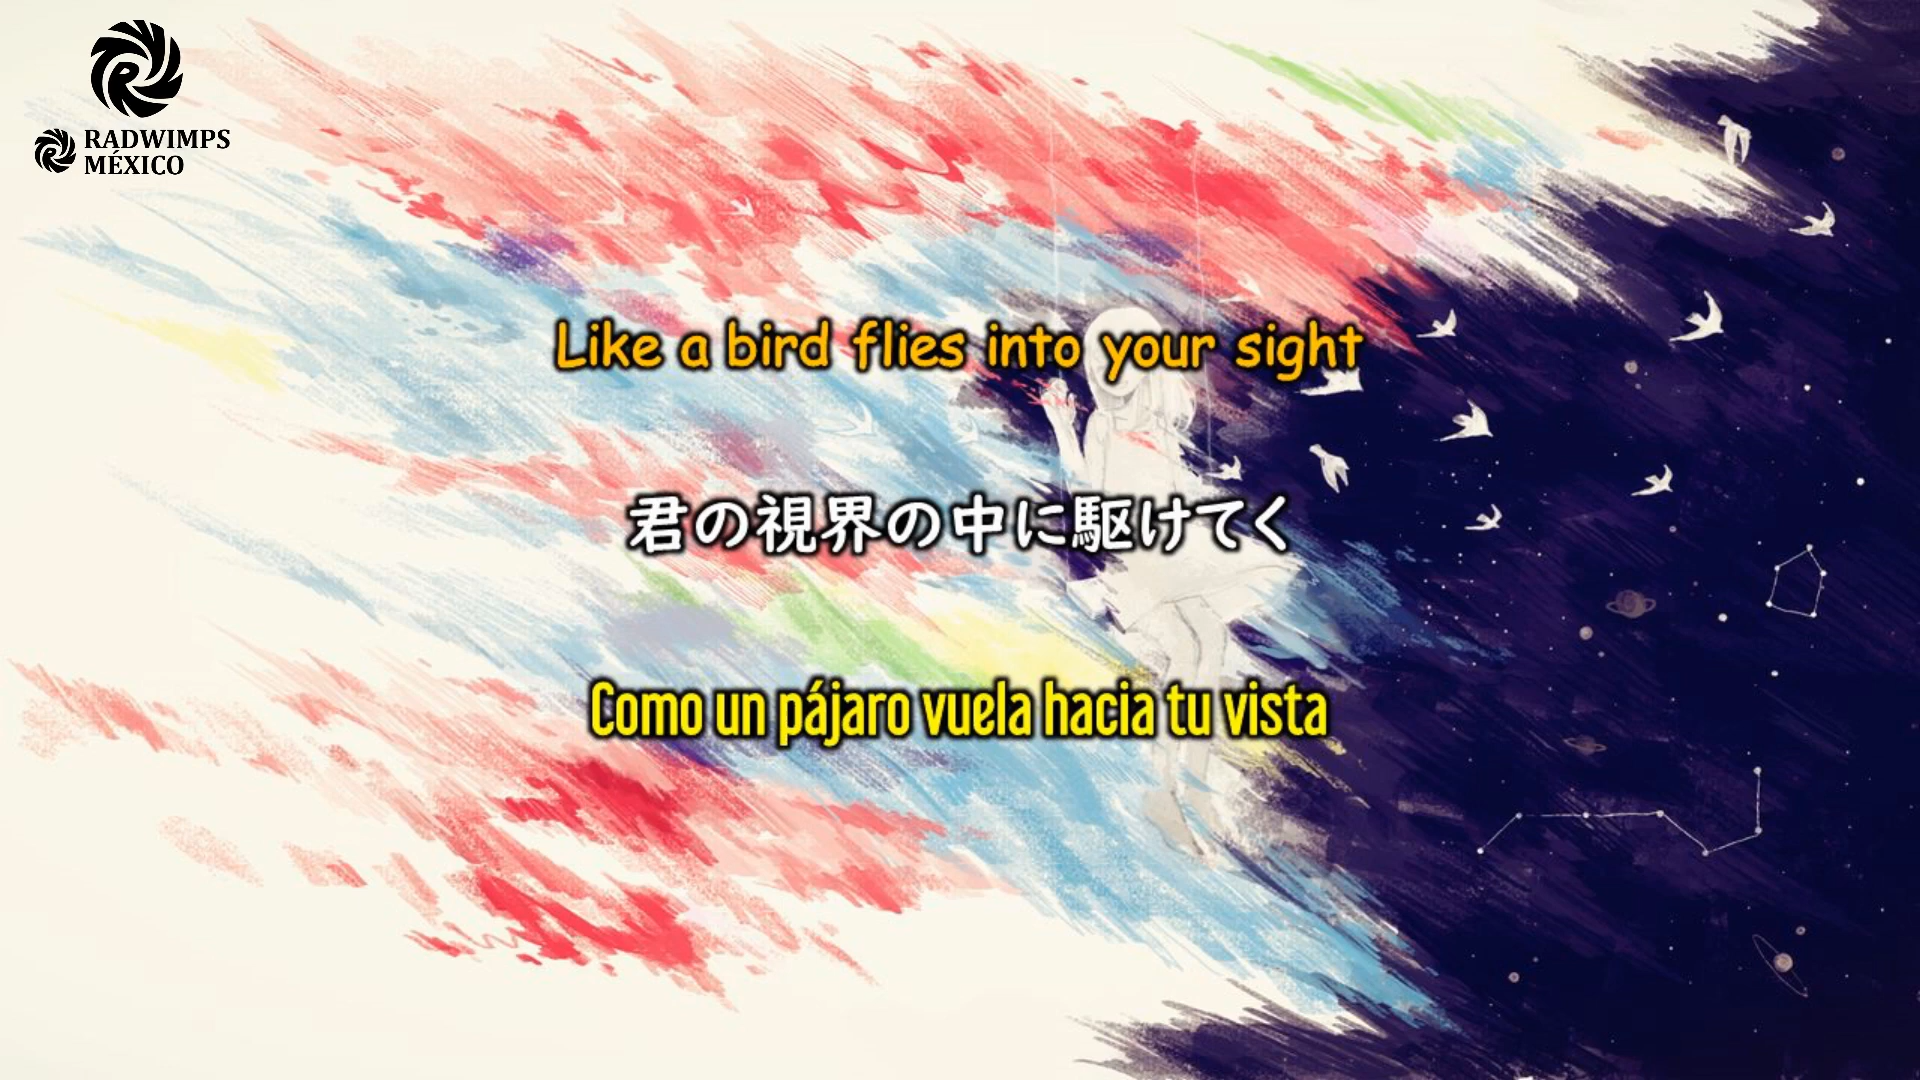 RADWIMPS
MÉXICO
Like a bird flies into your sight
君の視界の中に駆けてく
Como un pájaro vuela hacia tu vista